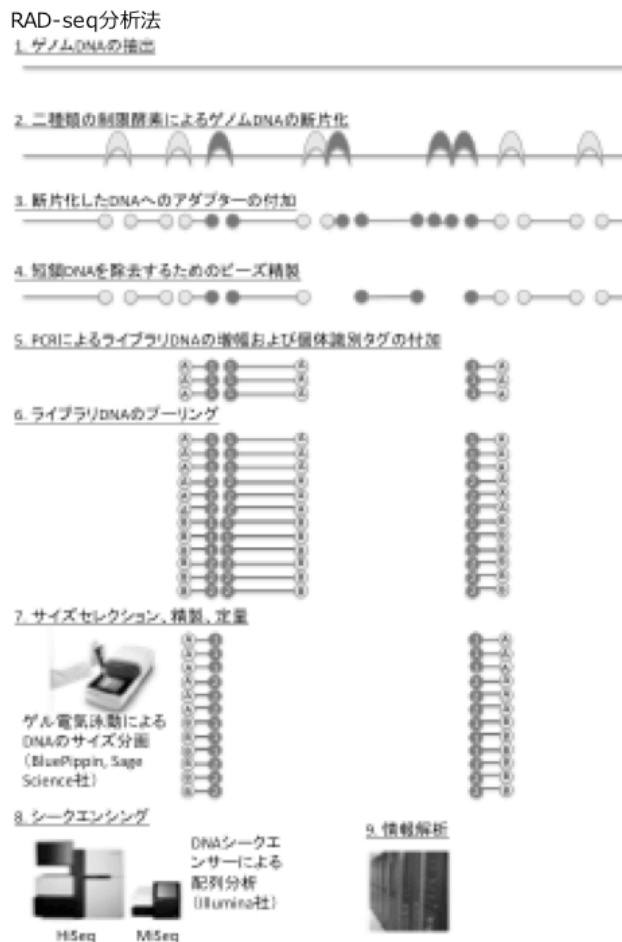 RAD-seq分析法
1. ゲノムDNAの抽出
2. 二種類の制限酵素によるゲノムDNAの断片化
3. 断片化したDNAへのアダプターの付加
4. 短鎖DNAを除去するためのビーズ精製
5. PCRによるライブラリDNAの増幅および個体識別タグの付加
6. ライブラリDNAのプーリング
7. サイズセレクション、精製、定量
ゲル電気泳動による
DNAのサイズ分画
(BluePippin, Sage
Science社)
8. シークエンシング
DNAシークエ
ンサーによる
配列分析
(Illumina社)
HiSeq
MiSeq
9. 情報解析